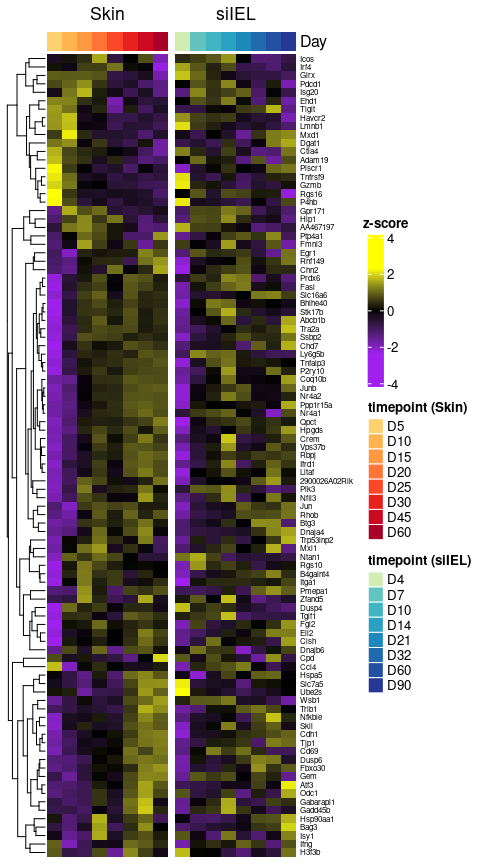 Skin
siIEL
Day
Icos
Irf4
Glrx
Pdcd1
Isg20
Ehd1
Tigit
Havcr2
Lmnb1
Mxd1
Dgat1
Ctla4
Adam19
Plscr1
Tnfrsf9
Gzmb
Rgs16
P4hb
Gpr171
Hip1
AA467197
Ptp4a1
Fmnl3
Egr1
Rnf149
Chn2
Prdx6
Fasl
Slc16a6
Bhlhe40
Stk17b
Abcb1b
Tra2a
Ssbp2
Chd7
Ly6g5b
Tnfaip3
P2ry10
Coq10b
Junb
Nr4a2
Ppp1r15a
Nr4a1
Qpct
Hpgds
Crem
Vps37b
Rbpj
Ifrd1
Litaf
2900026A02Rik
Plk3
Nfil3
Jun
Rhob
Btg3
Dnaja4
Trp53inp2
Mxi1
Ntan1
Rgs10
B4galnt4
Itga1
Pmepa1
Zfand5
Dusp4
Tgif1
Fgl2
Ell2
Cish
Dnajb6
Cpd
Ccl4
Hspa5
Slc7a5
Ube2s
Wsb1
Trib1
Nfkbie
Skil
Cdh1
Tjp1
Cd69
Dusp6
Fbxo30
Gem
Atf3
Odc1
Gabarapl1
Gadd45b
Hsp90aa1
Bag3
Isy1
Ifng
H3f3b
z-score
4
2
0
-2
-4
timepoint (Skin)
D5
D10
D15
D20
D25
D30
D45
D60
timepoint (siIEL)
D4
D7
D10
D14
D21
D32
D60
D90